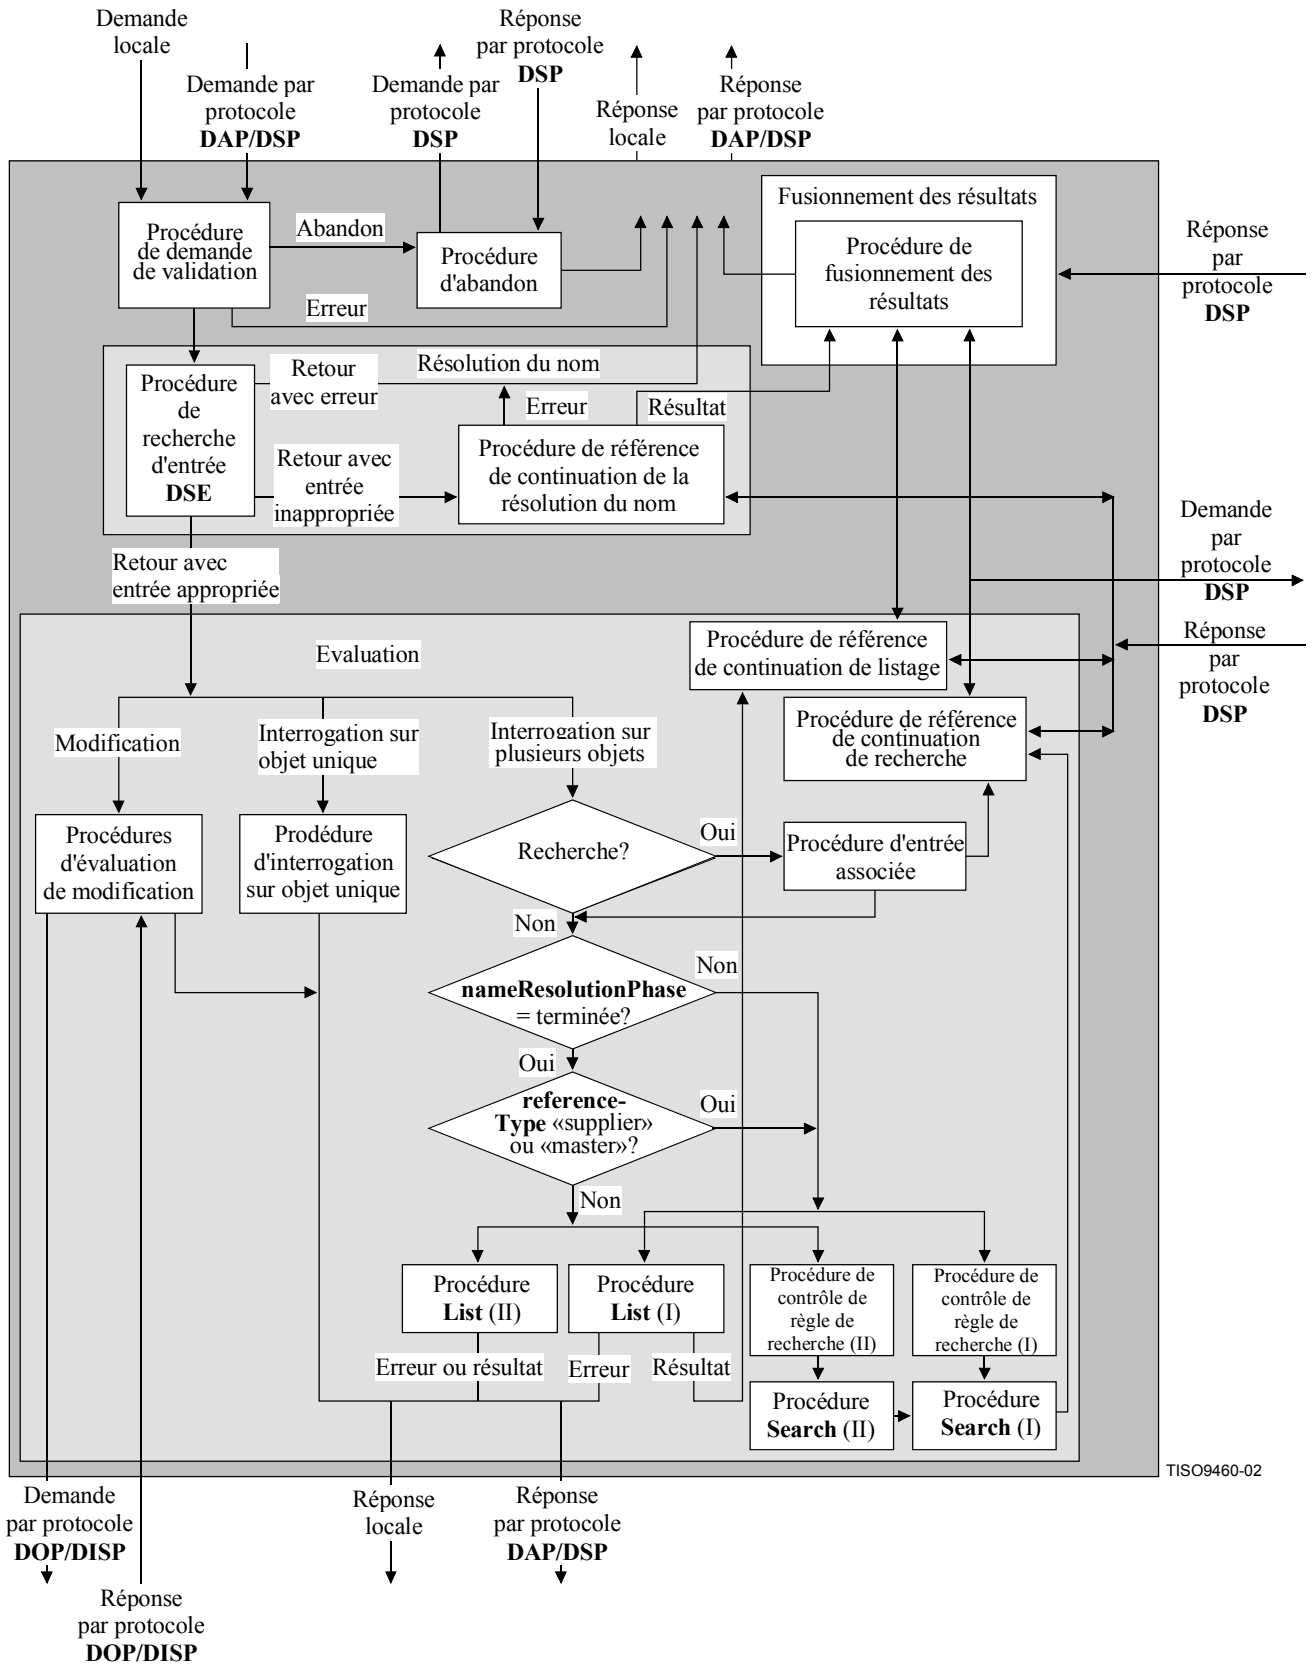 Demande
locale
Demande par
protocole
DAP/DSP
Demande par
protocole
DSP
Réponse
par protocole
DSP
Réponse
locale
Réponse
par protocole
DAP/DSP
Procédure
de demande
de validation
Abandon
Procédure
d'abandon
Erreur
Fusionnement des résultats
Procédure de
fusionnement des
résultats
Réponse
par
protocole
DSP
Procédure
de
recherche
d'entrée
DSE
Retour
avec erreur
Résolution du nom
Erreur
Résultat
Retour avec
entrée
inappropriée
Procédure de référence
de continuation de la
résolution du nom
Demande
par
protocole
DSP
Retour avec
entrée appropriée
Réponse
par
protocole
DSP
Evaluation
Procédure de référence
de continuation de listage
Procédure de référence
de continuation
de recherche
Modification
Interrogation sur
objet unique
Interrogation sur
plusieurs objets
Procédures
d'évaluation
de modification
Prodédure
d'interrogation
sur objet unique
Recherche?
Oui
Procédure d'entrée
associée
Non
nameResolutionPhase
= terminée?
Non
Oui
reference-
Type «supplier»
ou «master»?
Oui
Non
Procédure
List (II)
Procédure
List (I)
Procédure de
contrôle de
règle de
recherche (II)
Procédure de
contrôle de
règle de
recherche (I)
Erreur ou résultat
Erreur
Résultat
Procédure
Search (II)
Procédure
Search (I)
TISO9460-02
Demande
par protocole
DOP/DISP
Réponse
par protocole
DOP/DISP
Réponse
locale
Réponse
par protocole
DAP/DSP